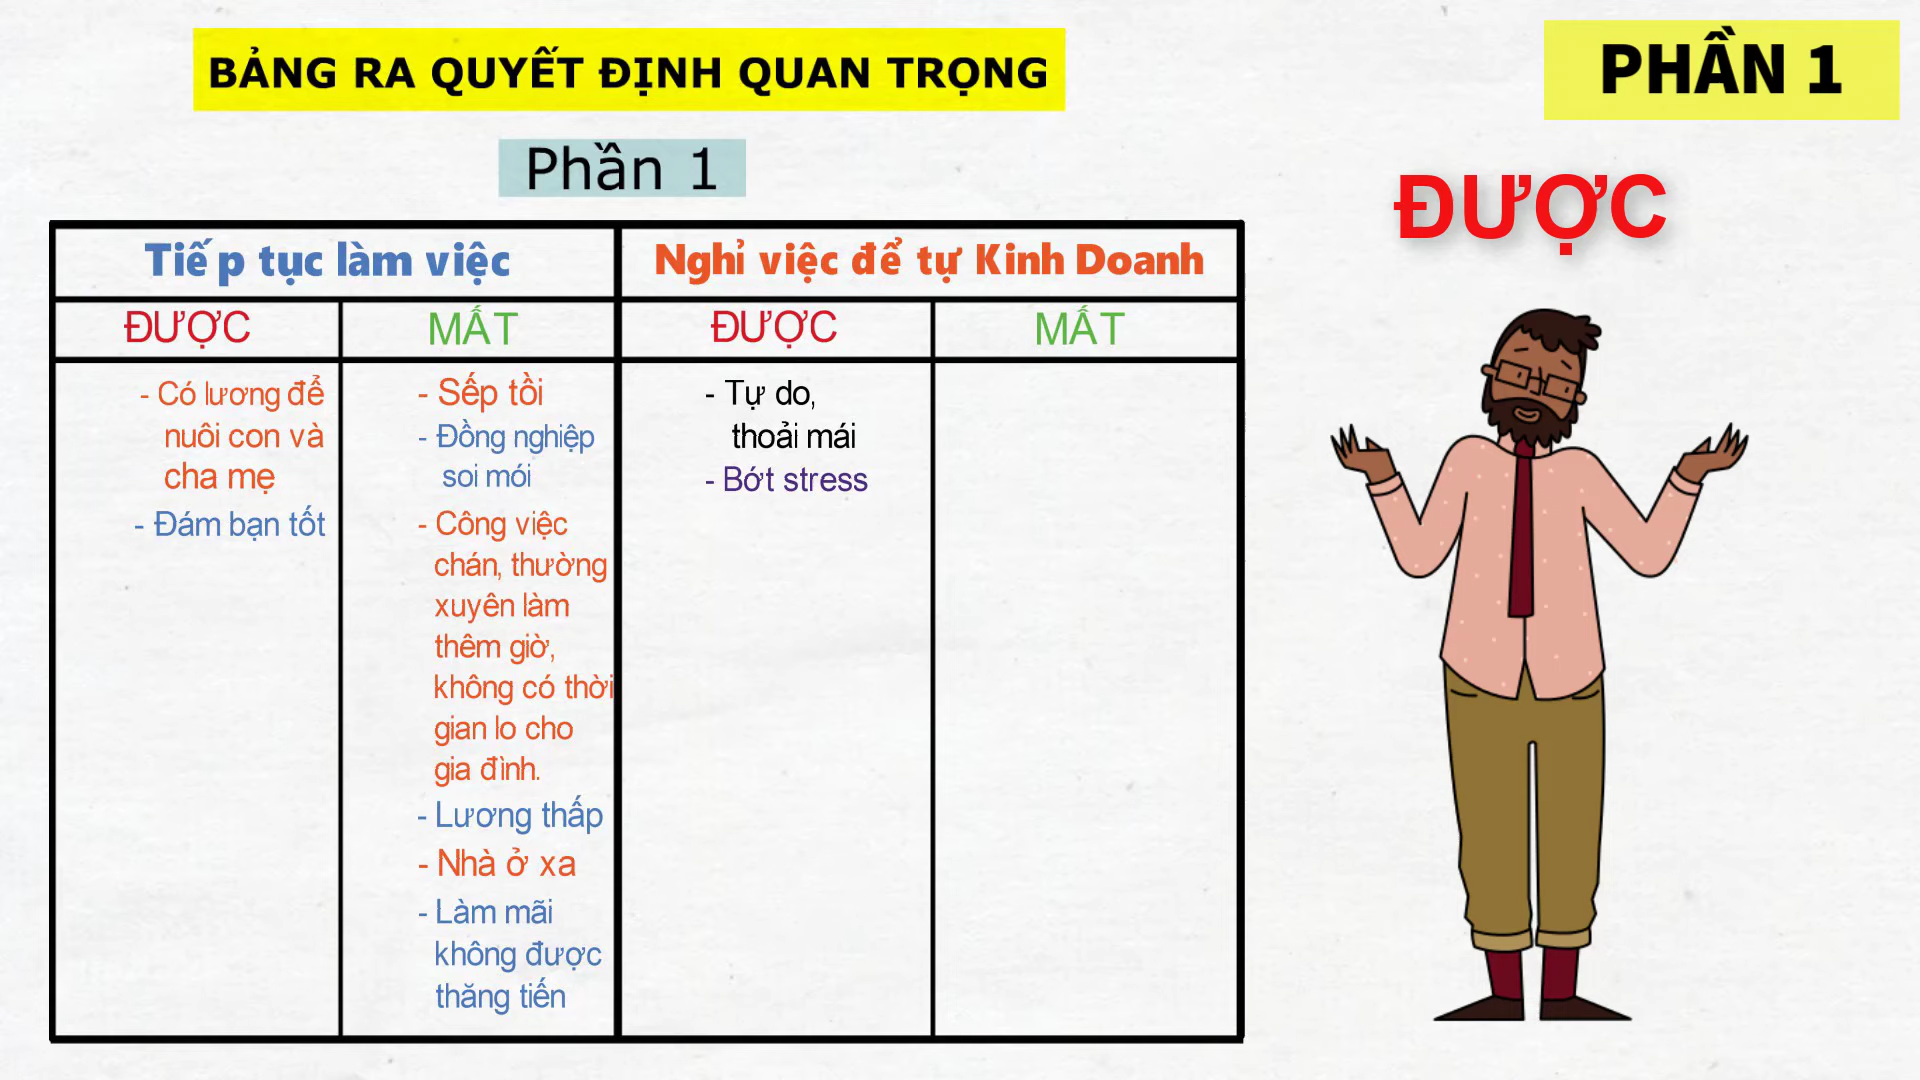 BẢNG RA QUYẾT ĐỊNH QUAN TRỌNG
PHẦN 1
Phần 1
ĐƯỢC
Tiếp tục làm việc
Nghỉ việc để tự Kinh Doanh
ĐƯỢC
MẤT
ĐƯỢC
MẤT
- Có lương để
nuôi con và
cha mẹ
- Đám bạn tốt
- Sếp tồi
- Đồng nghiệp
soi mói
- Công việc
chán, thường
xuyên làm
thêm giờ,
không có thời
gian lo cho
gia đình.
- Lương thấp
- Nhà ở xa
- Làm mãi
không được
thăng tiến
- Tự do,
thoải mái
- Bớt stress